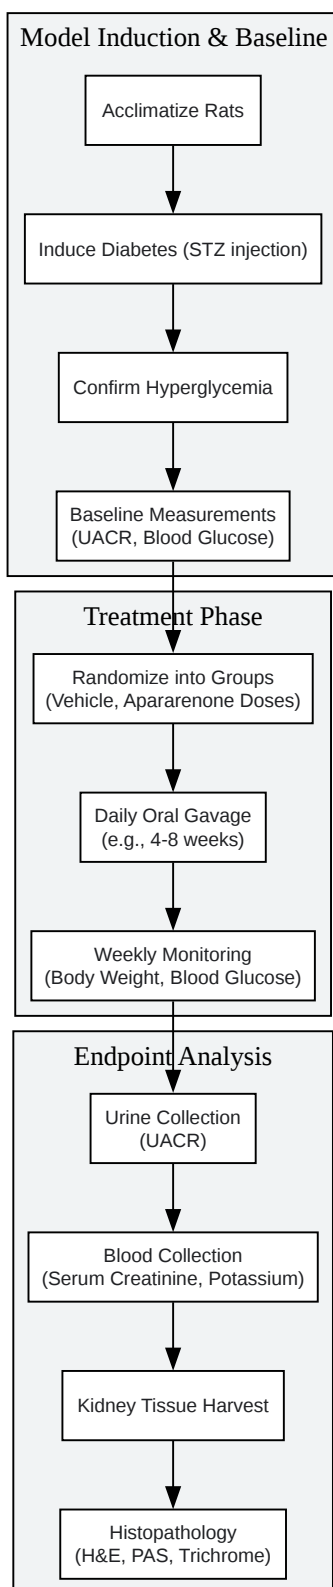 Model Induction & Baseline
Acclimatize Rats
Induce Diabetes (STZ injection)
Confirm Hyperglycemia
Baseline Measurements
(UACR, Blood Glucose)
Treatment Phase
Randomize into Groups
(Vehicle, Apararenone Doses)
Daily Oral Gavage
(e.g., 4-8 weeks)
Weekly Monitoring
(Body Weight, Blood Glucose)
Endpoint Analysis
Urine Collection
(UACR)
Blood Collection
(Serum Creatinine, Potassium)
Kidney Tissue Harvest
Histopathology
(H&E, PAS, Trichrome)